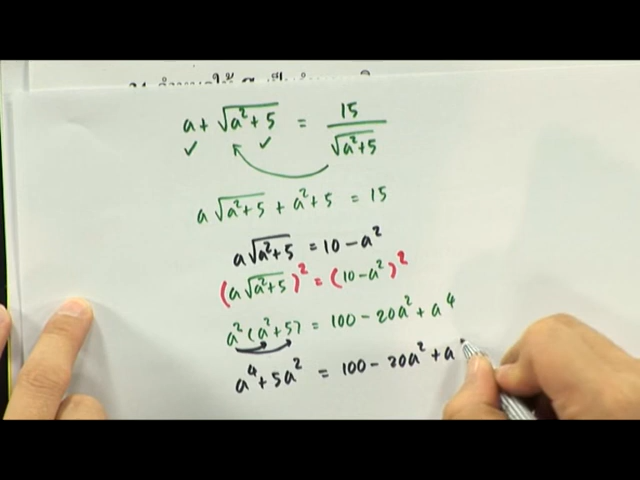 a + √(a² + 5) = 15 / √(a² + 5)
a √(a² + 5) + a² + 5 = 15
a √(a² + 5) = 10 − a²
(a √(a² + 5))² = (10 − a²)²
a² (a² + 5) = 100 − 20a² + a⁴
a⁴ + 5a² = 100 − 20a² + a